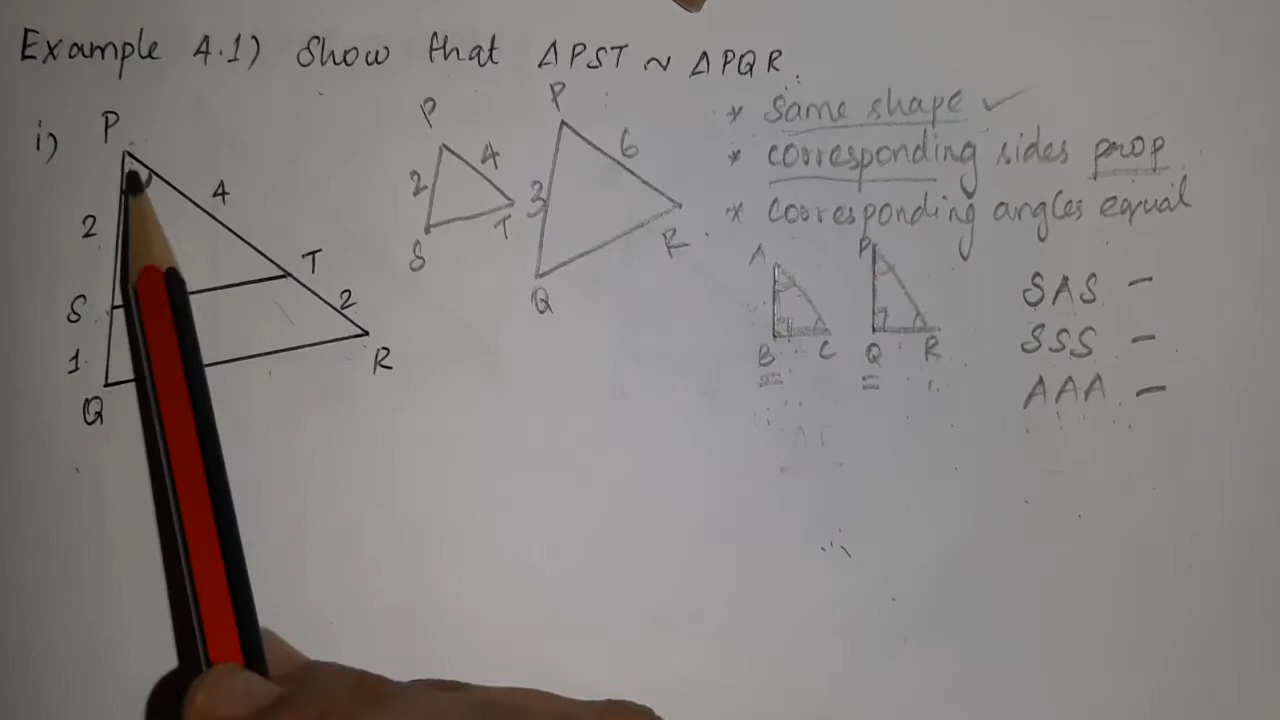 Example 4.1) Show that ΔPST ~ ΔPQR.
i)
P
2
4
S
T
1
2
Q
R
P
2
4
S
T
P
3
6
Q
R
* Same shape ✓
* corresponding sides prop
* corresponding angles equal
A
B
C
P
Q
R
SAS –
SSS –
AAA –